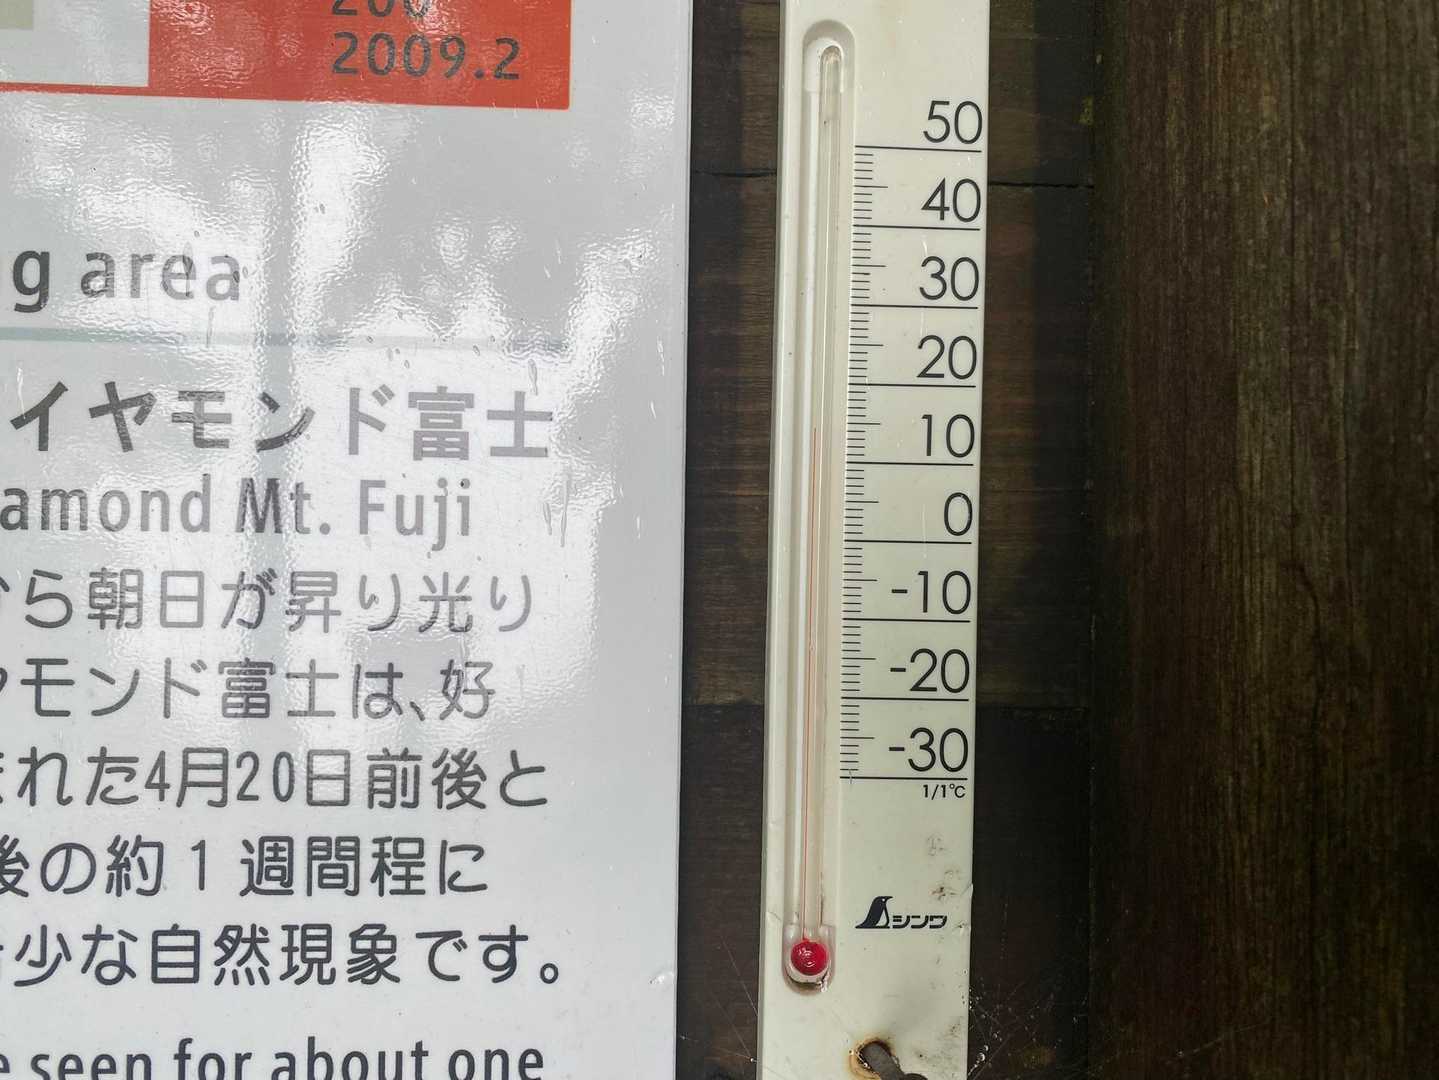 2009.2
g area
イヤモンド富士
amond Mt. Fuji
ら朝日が昇り光り
モンド富士は、好
れた4月20日前後と
後の約1週間程に
少な自然現象です。
seen for about one
50
40
30
20
10
0
-10
-20
-30
1/1℃
シンワ